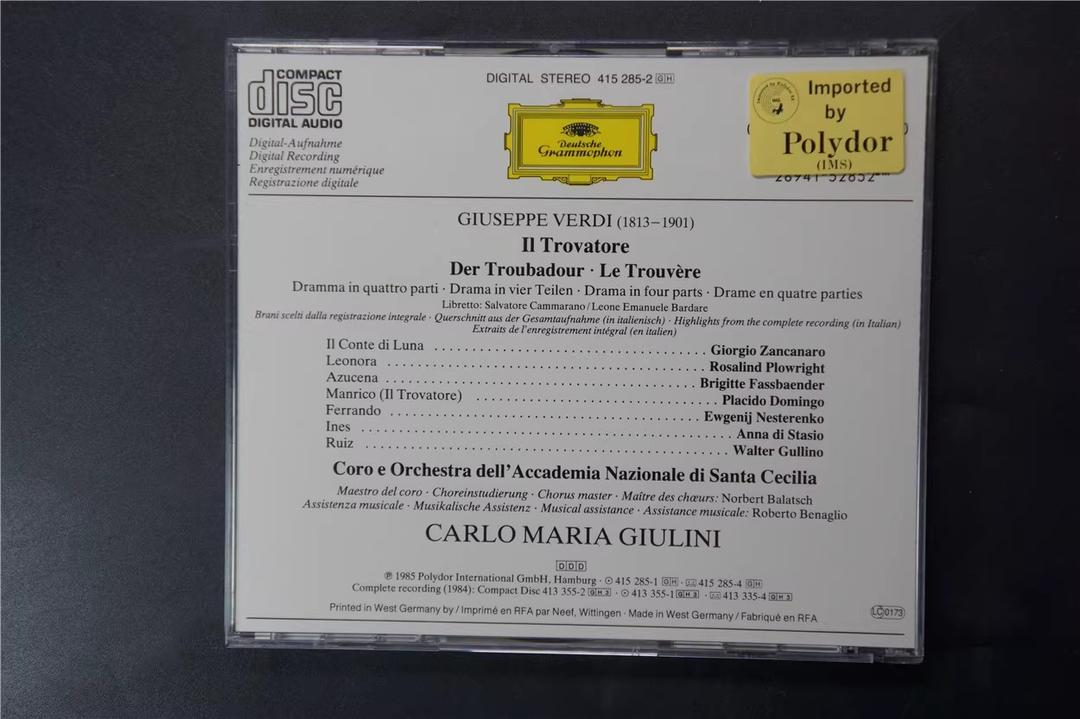 COMPACT
disc
DIGITAL AUDIO
Digital-Aufnahme
Digital Recording
Enregistrement numérique
Registrazione digitale
DIGITAL STEREO 415 285-2 GH
Deutsche
Grammophon
Imported
by
Polydor
(IMS)
28941 52852
GIUSEPPE VERDI (1813–1901)
Il Trovatore
Der Troubadour · Le Trouvère
Dramma in quattro parti · Drama in vier Teilen · Drama in four parts · Drame en quatre parties
Libretto: Salvatore Cammarano / Leone Emanuele Bardare
Brani scelti dalla registrazione integrale · Querschnitt aus der Gesamtaufnahme (in italienisch) · Highlights from the complete recording (in Italian)
Extraits de l'enregistrement intégral (en italien)
Il Conte di Luna . . . . . . . . . . . . . . . . . . . . . . . . . . . . . . . . . . . Giorgio Zancanaro
Leonora . . . . . . . . . . . . . . . . . . . . . . . . . . . . . . . . . . . . . . . . . Rosalind Plowright
Azucena . . . . . . . . . . . . . . . . . . . . . . . . . . . . . . . . . . . . . . . . Brigitte Fassbaender
Manrico (Il Trovatore) . . . . . . . . . . . . . . . . . . . . . . . . . . . . . . . Placido Domingo
Ferrando . . . . . . . . . . . . . . . . . . . . . . . . . . . . . . . . . . . . . . . . Ewgenij Nesterenko
Ines . . . . . . . . . . . . . . . . . . . . . . . . . . . . . . . . . . . . . . . . . . . . . . . Anna di Stasio
Ruiz . . . . . . . . . . . . . . . . . . . . . . . . . . . . . . . . . . . . . . . . . . . . . . Walter Gullino
Coro e Orchestra dell'Accademia Nazionale di Santa Cecilia
Maestro del coro · Choreinstudierung · Chorus master · Maître des chœurs: Norbert Balatsch
Assistenza musicale · Musikalische Assistenz · Musical assistance · Assistance musicale: Roberto Benaglio
CARLO MARIA GIULINI
DDD
℗ 1985 Polydor International GmbH, Hamburg · 415 285-1 GH · 415 285-4 GH
Complete recording (1984): Compact Disc 413 355-2 GH 3 · 413 355-1 GH 3 · 413 335-4 GH 3
Printed in West Germany by / Imprimé en RFA par Neef, Wittingen · Made in West Germany / Fabriqué en RFA
LC 0173